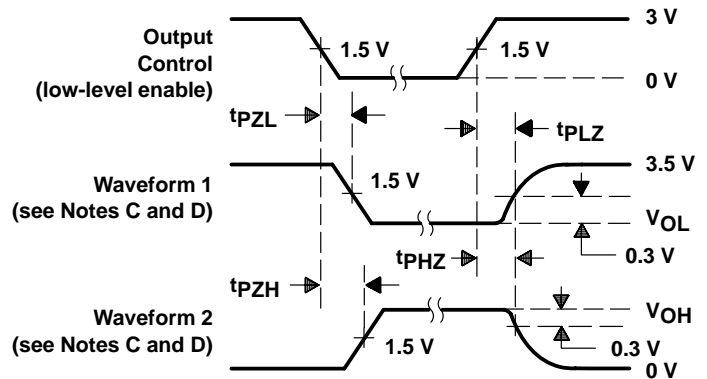 3 V
Output
Control
(low-level enable)
1.5 V
1.5 V
0 V
tPZL
tPLZ
3.5 V
Waveform 1
(see Notes C and D)
1.5 V
VOL
0.3 V
tPHZ
tPZH
Waveform 2
(see Notes C and D)
VOH
1.5 V
0.3 V
0 V